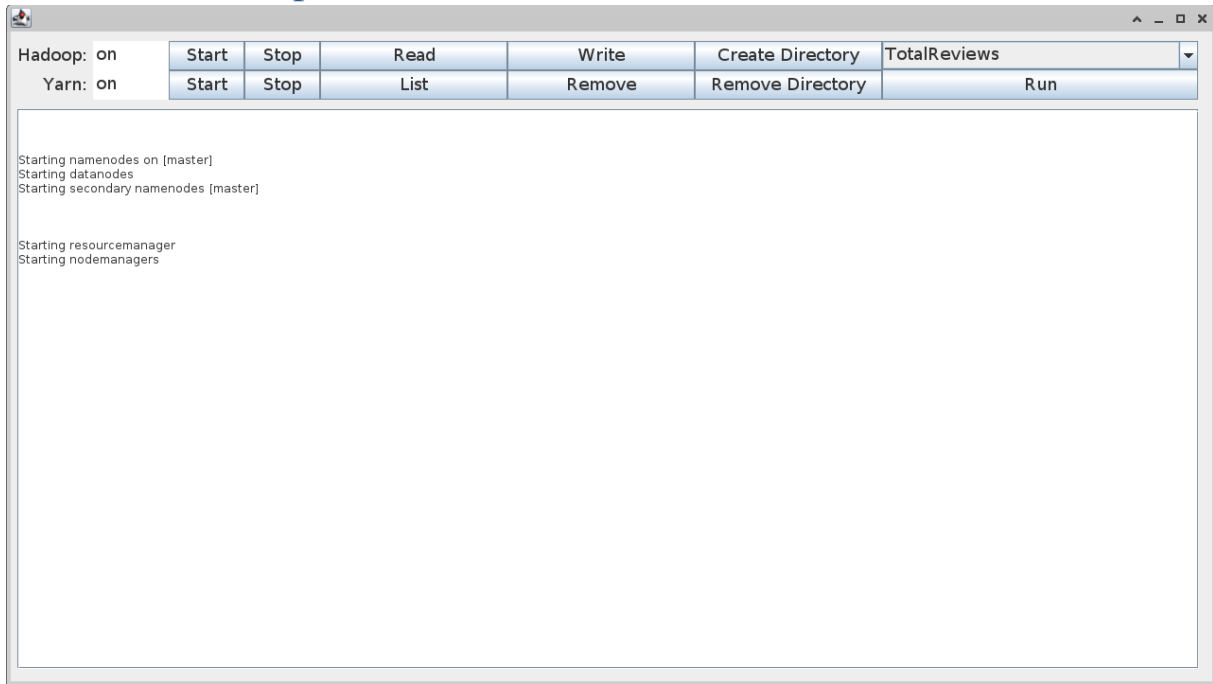 Hadoop: on Start Stop Read Write Create Directory TotalReviews
Yarn: on Start Stop List Remove Remove Directory Run
Starting namenodes on [master]
Starting datanodes
Starting secondary namenodes [master]
Starting resourcemanager
Starting nodemanagers